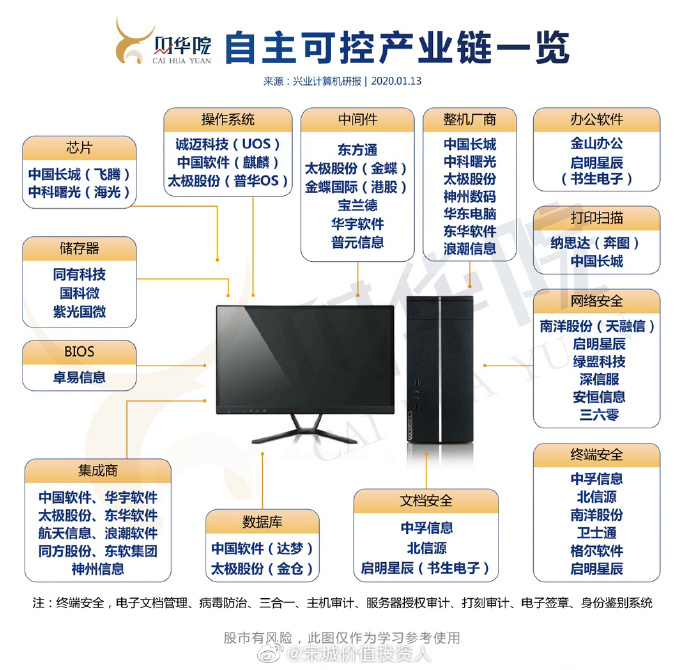 财华院
CAI HUA YUAN
自主可控产业链一览
来源：兴业计算机研报 | 2020.01.13
芯片
中国长城（飞腾）
中科曙光（海光）
操作系统
诚迈科技（UOS）
中国软件（麒麟）
太极股份（普华OS）
中间件
东方通
太极股份（金蝶）
金蝶国际（港股）
宝兰德
华宇软件
普元信息
整机厂商
中国长城
中科曙光
太极股份
神州数码
华东电脑
东华软件
浪潮信息
办公软件
金山办公
启明星辰
（书生电子）
打印扫描
纳思达（奔图）
中国长城
储存器
同有科技
国科微
紫光国微
BIOS
卓易信息
网络安全
南洋股份（天融信）
启明星辰
绿盟科技
深信服
安恒信息
三六零
集成商
中国软件、华宇软件
太极股份、东华软件
航天信息、浪潮软件
同方股份、东软集团
神州信息
数据库
中国软件（达梦）
太极股份（金仓）
文档安全
中孚信息
北信源
启明星辰（书生电子）
终端安全
中孚信息
北信源
南洋股份
卫士通
格尔软件
启明星辰
财华院
CAI HUA YUAN
注：终端安全，电子文档管理、病毒防治、三合一、主机审计、服务器授权审计、打刻审计、电子签章、身份鉴别系统
股市有风险，此图仅作为学习参考使用
@宋城价值投资人